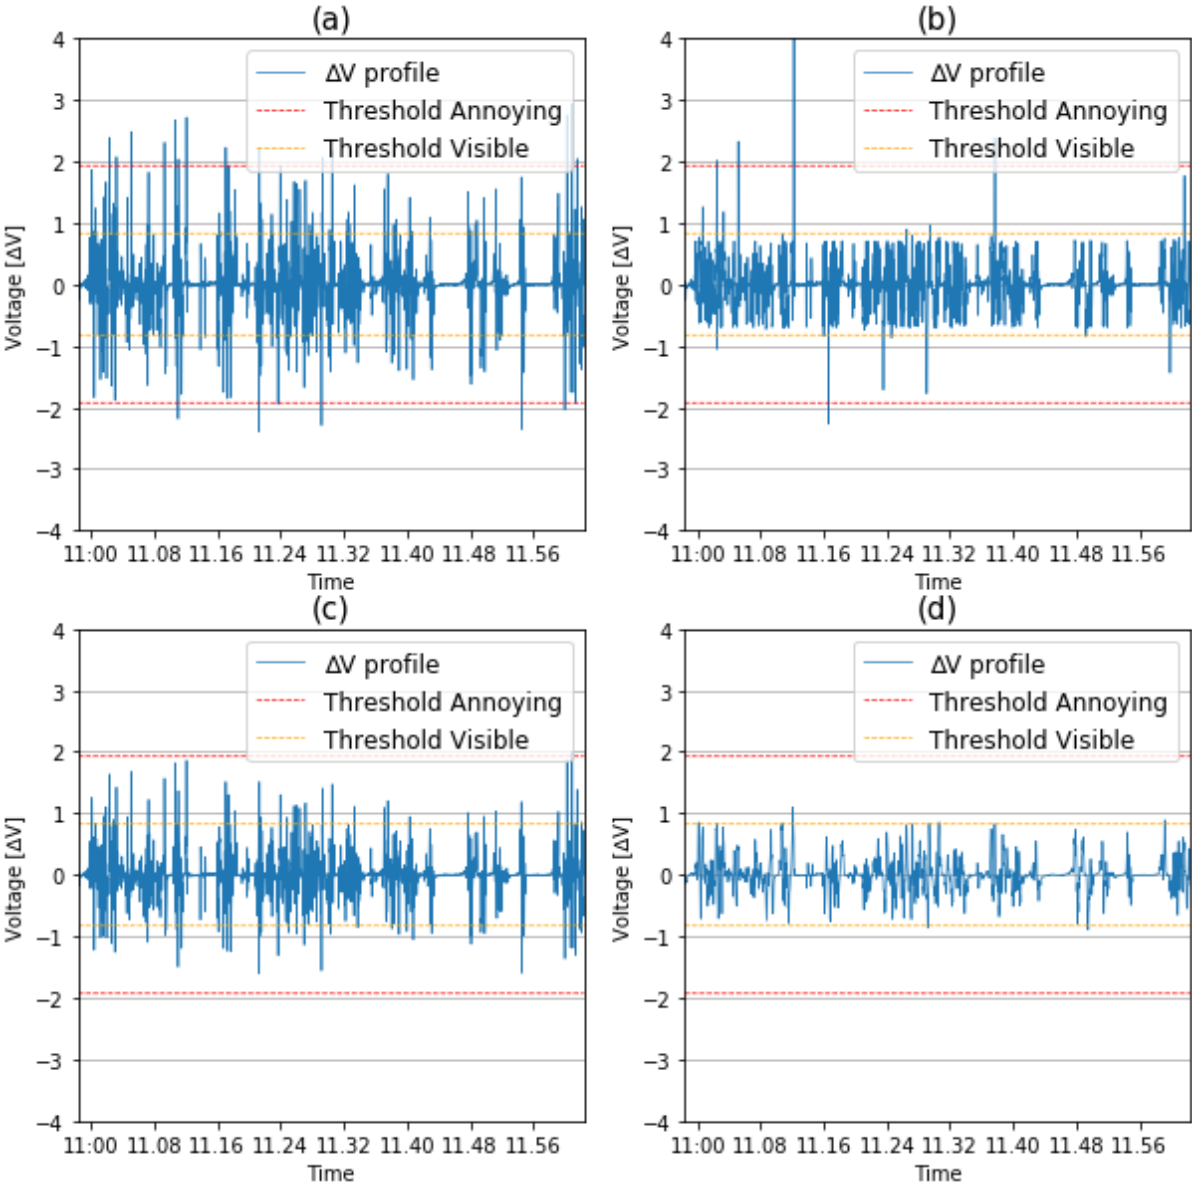 (a)
Voltage [ΔV]
4
3
2
1
0
−1
−2
−3
−4
ΔV profile
Threshold Annoying
Threshold Visible
11:00 11.08 11.16 11.24 11.32 11.40 11.48 11.56
Time
(b)
Voltage [ΔV]
4
3
2
1
0
−1
−2
−3
−4
ΔV profile
Threshold Annoying
Threshold Visible
11:00 11.08 11.16 11.24 11.32 11.40 11.48 11.56
Time
(c)
Voltage [ΔV]
4
3
2
1
0
−1
−2
−3
−4
ΔV profile
Threshold Annoying
Threshold Visible
11:00 11.08 11.16 11.24 11.32 11.40 11.48 11.56
Time
(d)
Voltage [ΔV]
4
3
2
1
0
−1
−2
−3
−4
ΔV profile
Threshold Annoying
Threshold Visible
11:00 11.08 11.16 11.24 11.32 11.40 11.48 11.56
Time